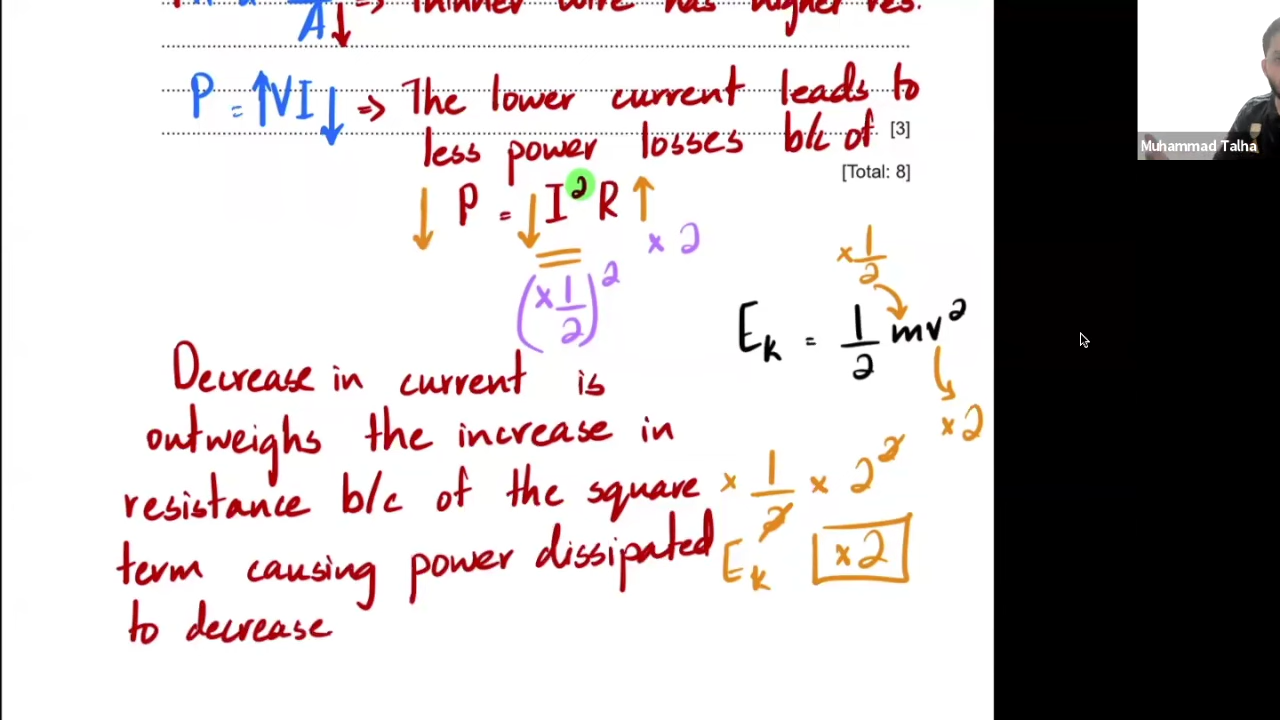 A => Thinner wire has higher res.
P = ↑VI↓ => The lower current leads to
less power losses b/c of [3]
[Total: 8]
↓ P = ↓I²R↑
× 2
(×1/2)²
×1/2
Eₖ = 1/2 mv²
×2
Decrease in current is
outweighs the increase in
resistance b/c of the square
term causing power dissipated
to decrease
× 1/2 × 2²
Eₖ ×2
Muhammad Talha